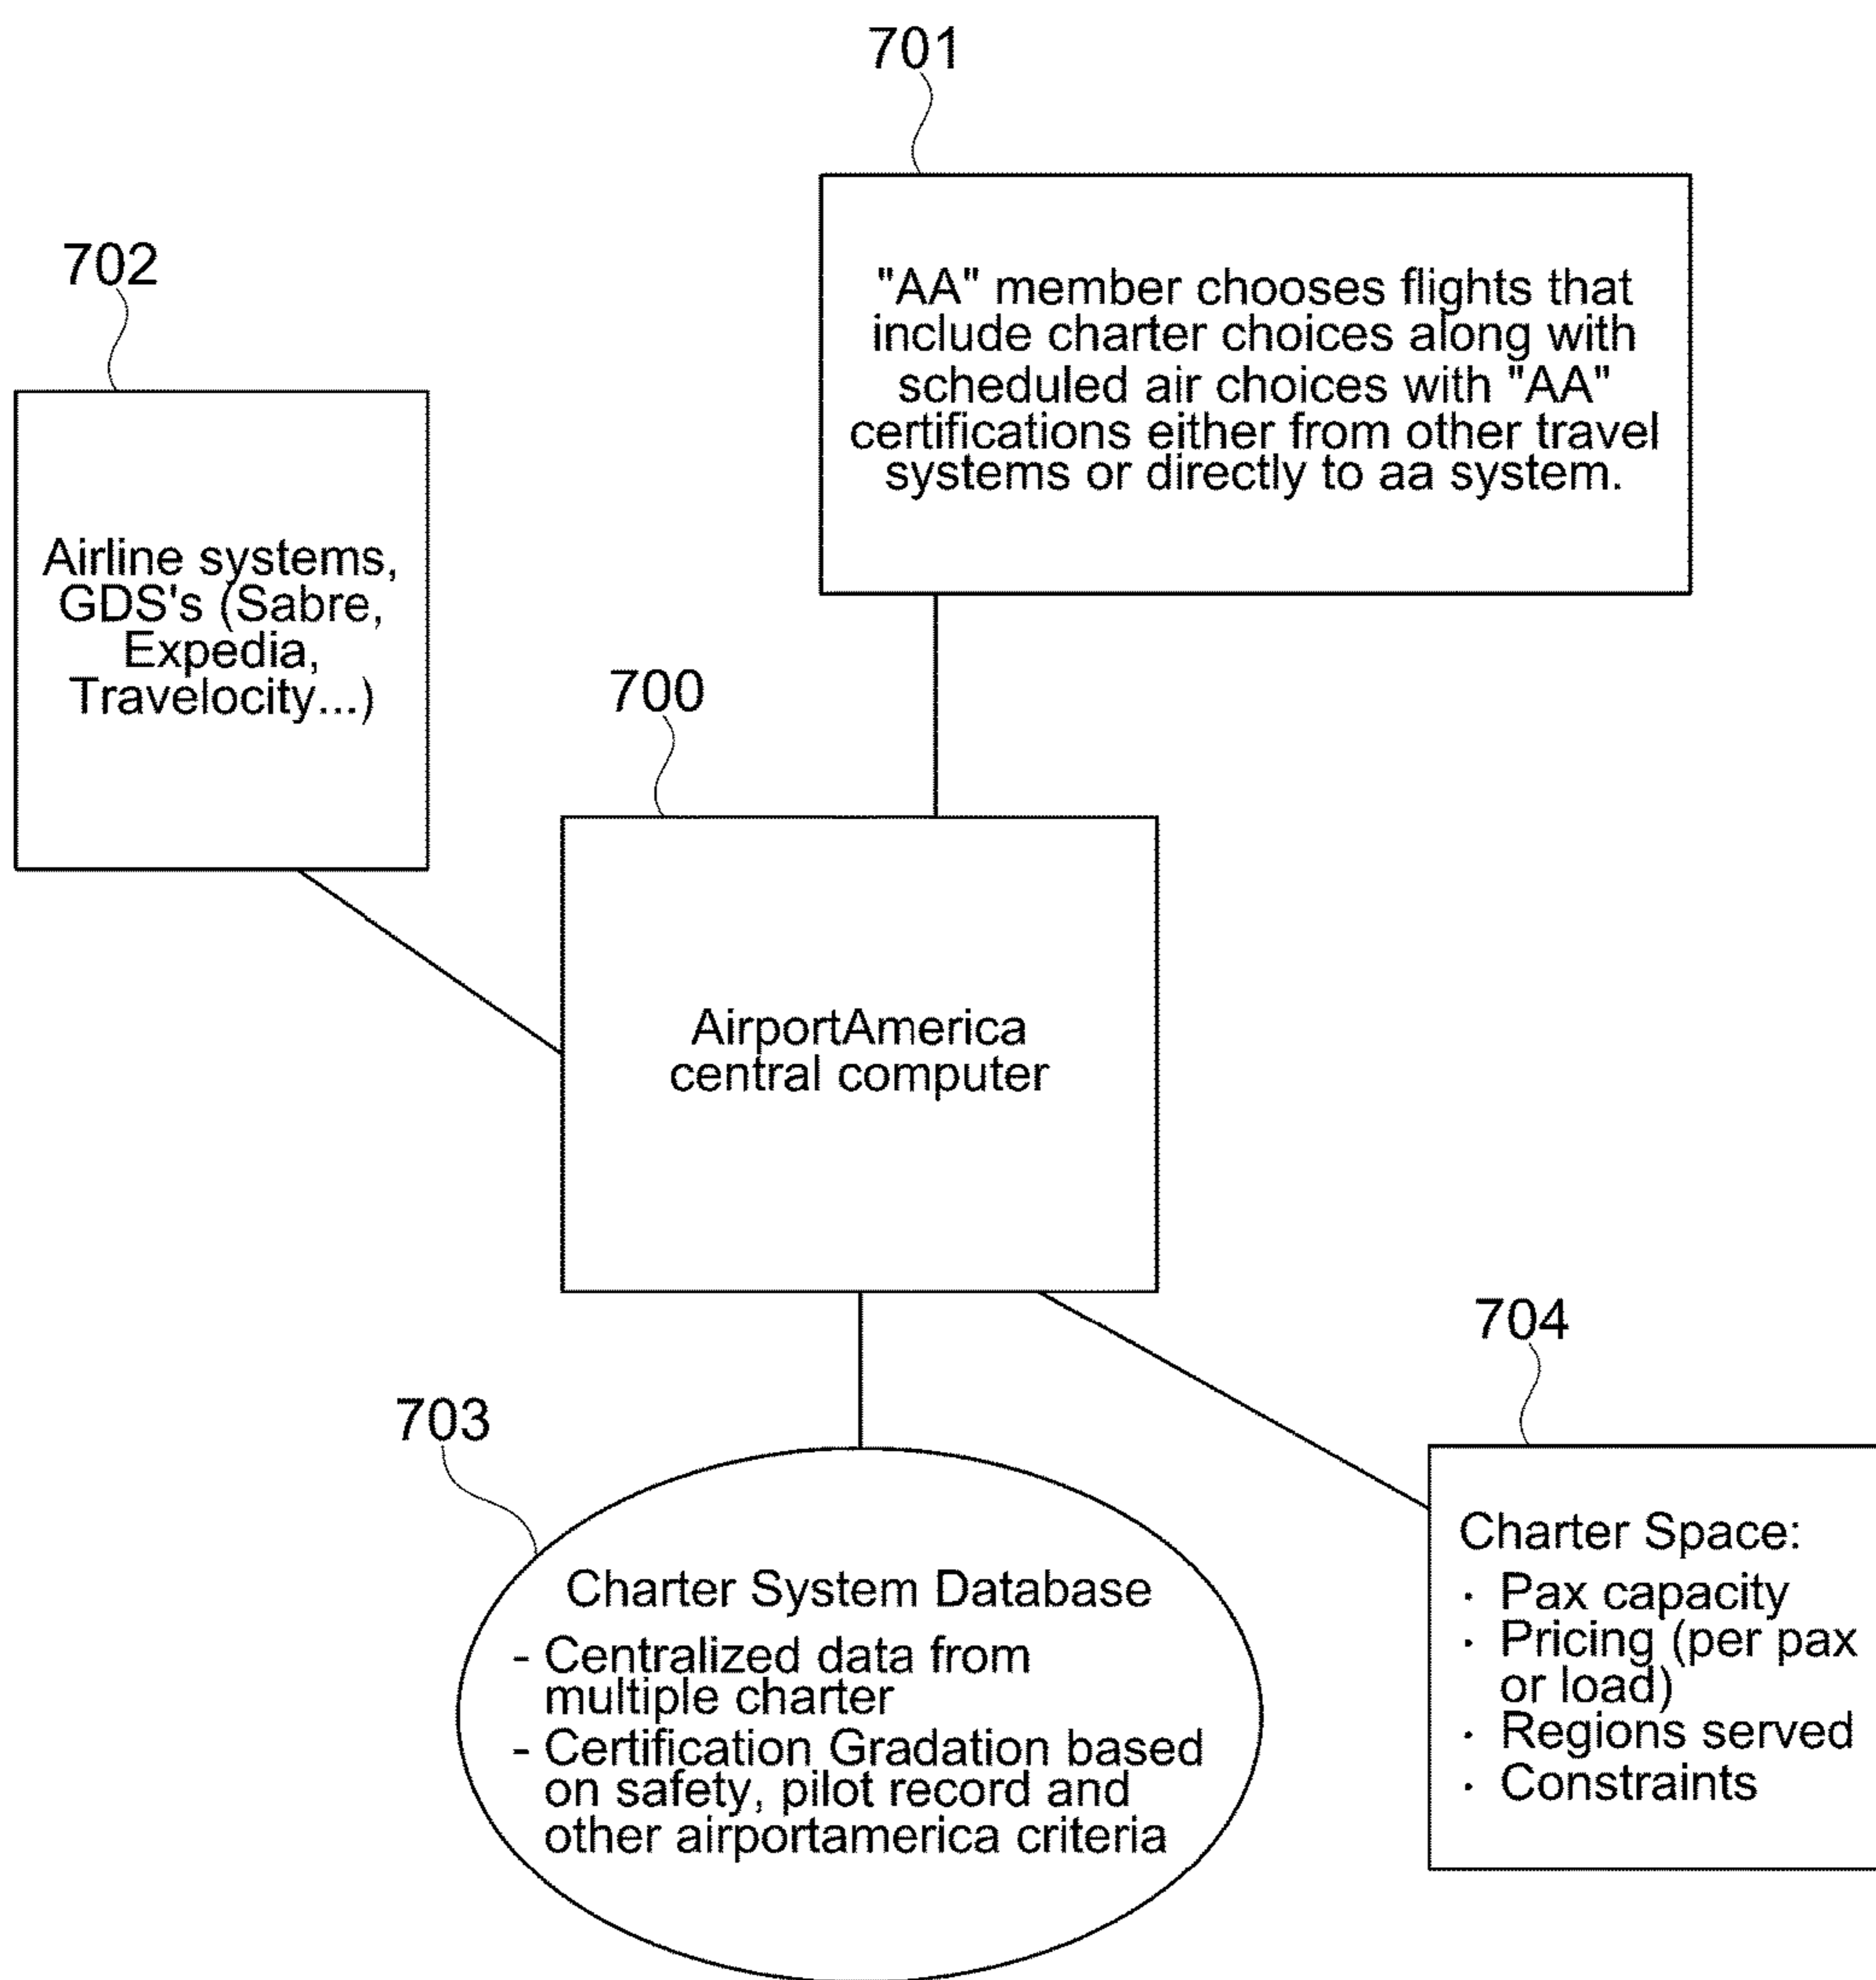 701
"AA" member chooses flights that
include charter choices along with
scheduled air choices with "AA"
certifications either from other travel
systems or directly to aa system.
702
Airline systems,
GDS's (Sabre,
Expedia,
Travelocity...)
700
AirportAmerica
central computer
703
Charter System Database
- Centralized data from
multiple charter
- Certification Gradation based
on safety, pilot record and
other airportamerica criteria
704
Charter Space:
· Pax capacity
· Pricing (per pax
or load)
· Regions served
· Constraints